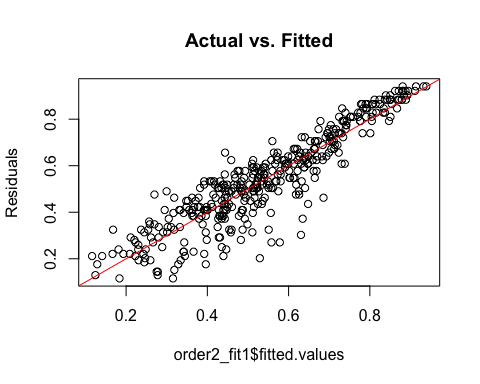 Actual vs. Fitted
Residuals
0.8
0.6
0.4
0.2
0.2 0.4 0.6 0.8
order2_fit1$fitted.values